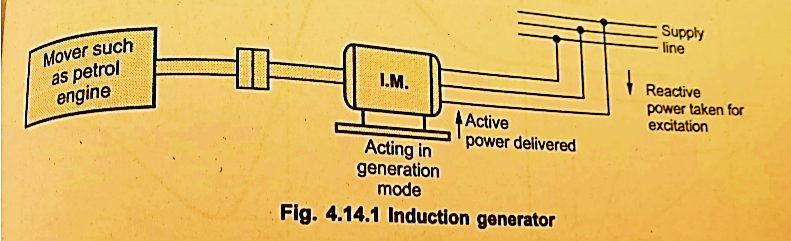 Mover such
as petrol
engine
I.M.
Supply
line
Reactive
power taken for
excitation
Active
power delivered
Acting in
generation
mode
Fig. 4.14.1 Induction generator